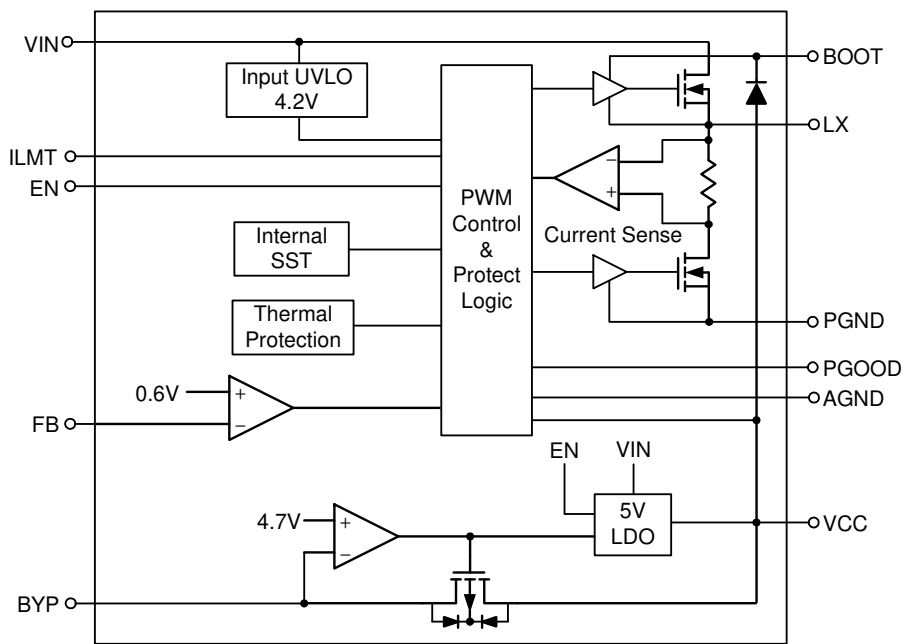 VIN
Input UVLO
4.2V
BOOT
LX
ILMT
EN
PWM
Control
&
Protect
Logic
−
+
Current Sense
Internal
SST
Thermal
Protection
PGND
PGOOD
AGND
0.6V
+
−
FB
EN
VIN
5V
LDO
4.7V
+
−
VCC
BYP